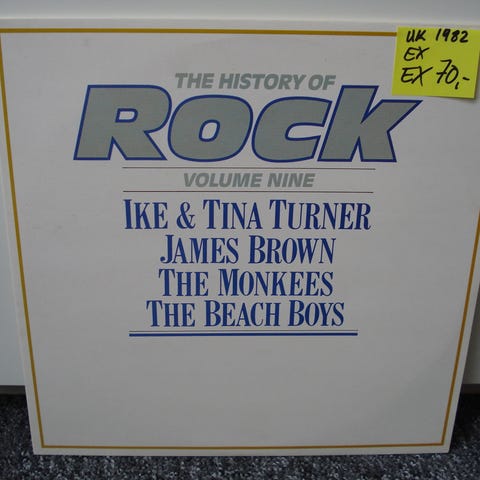 UK 1982
EX
EX 70,-
THE HISTORY OF
ROCK
VOLUME NINE
IKE & TINA TURNER
JAMES BROWN
THE MONKEES
THE BEACH BOYS